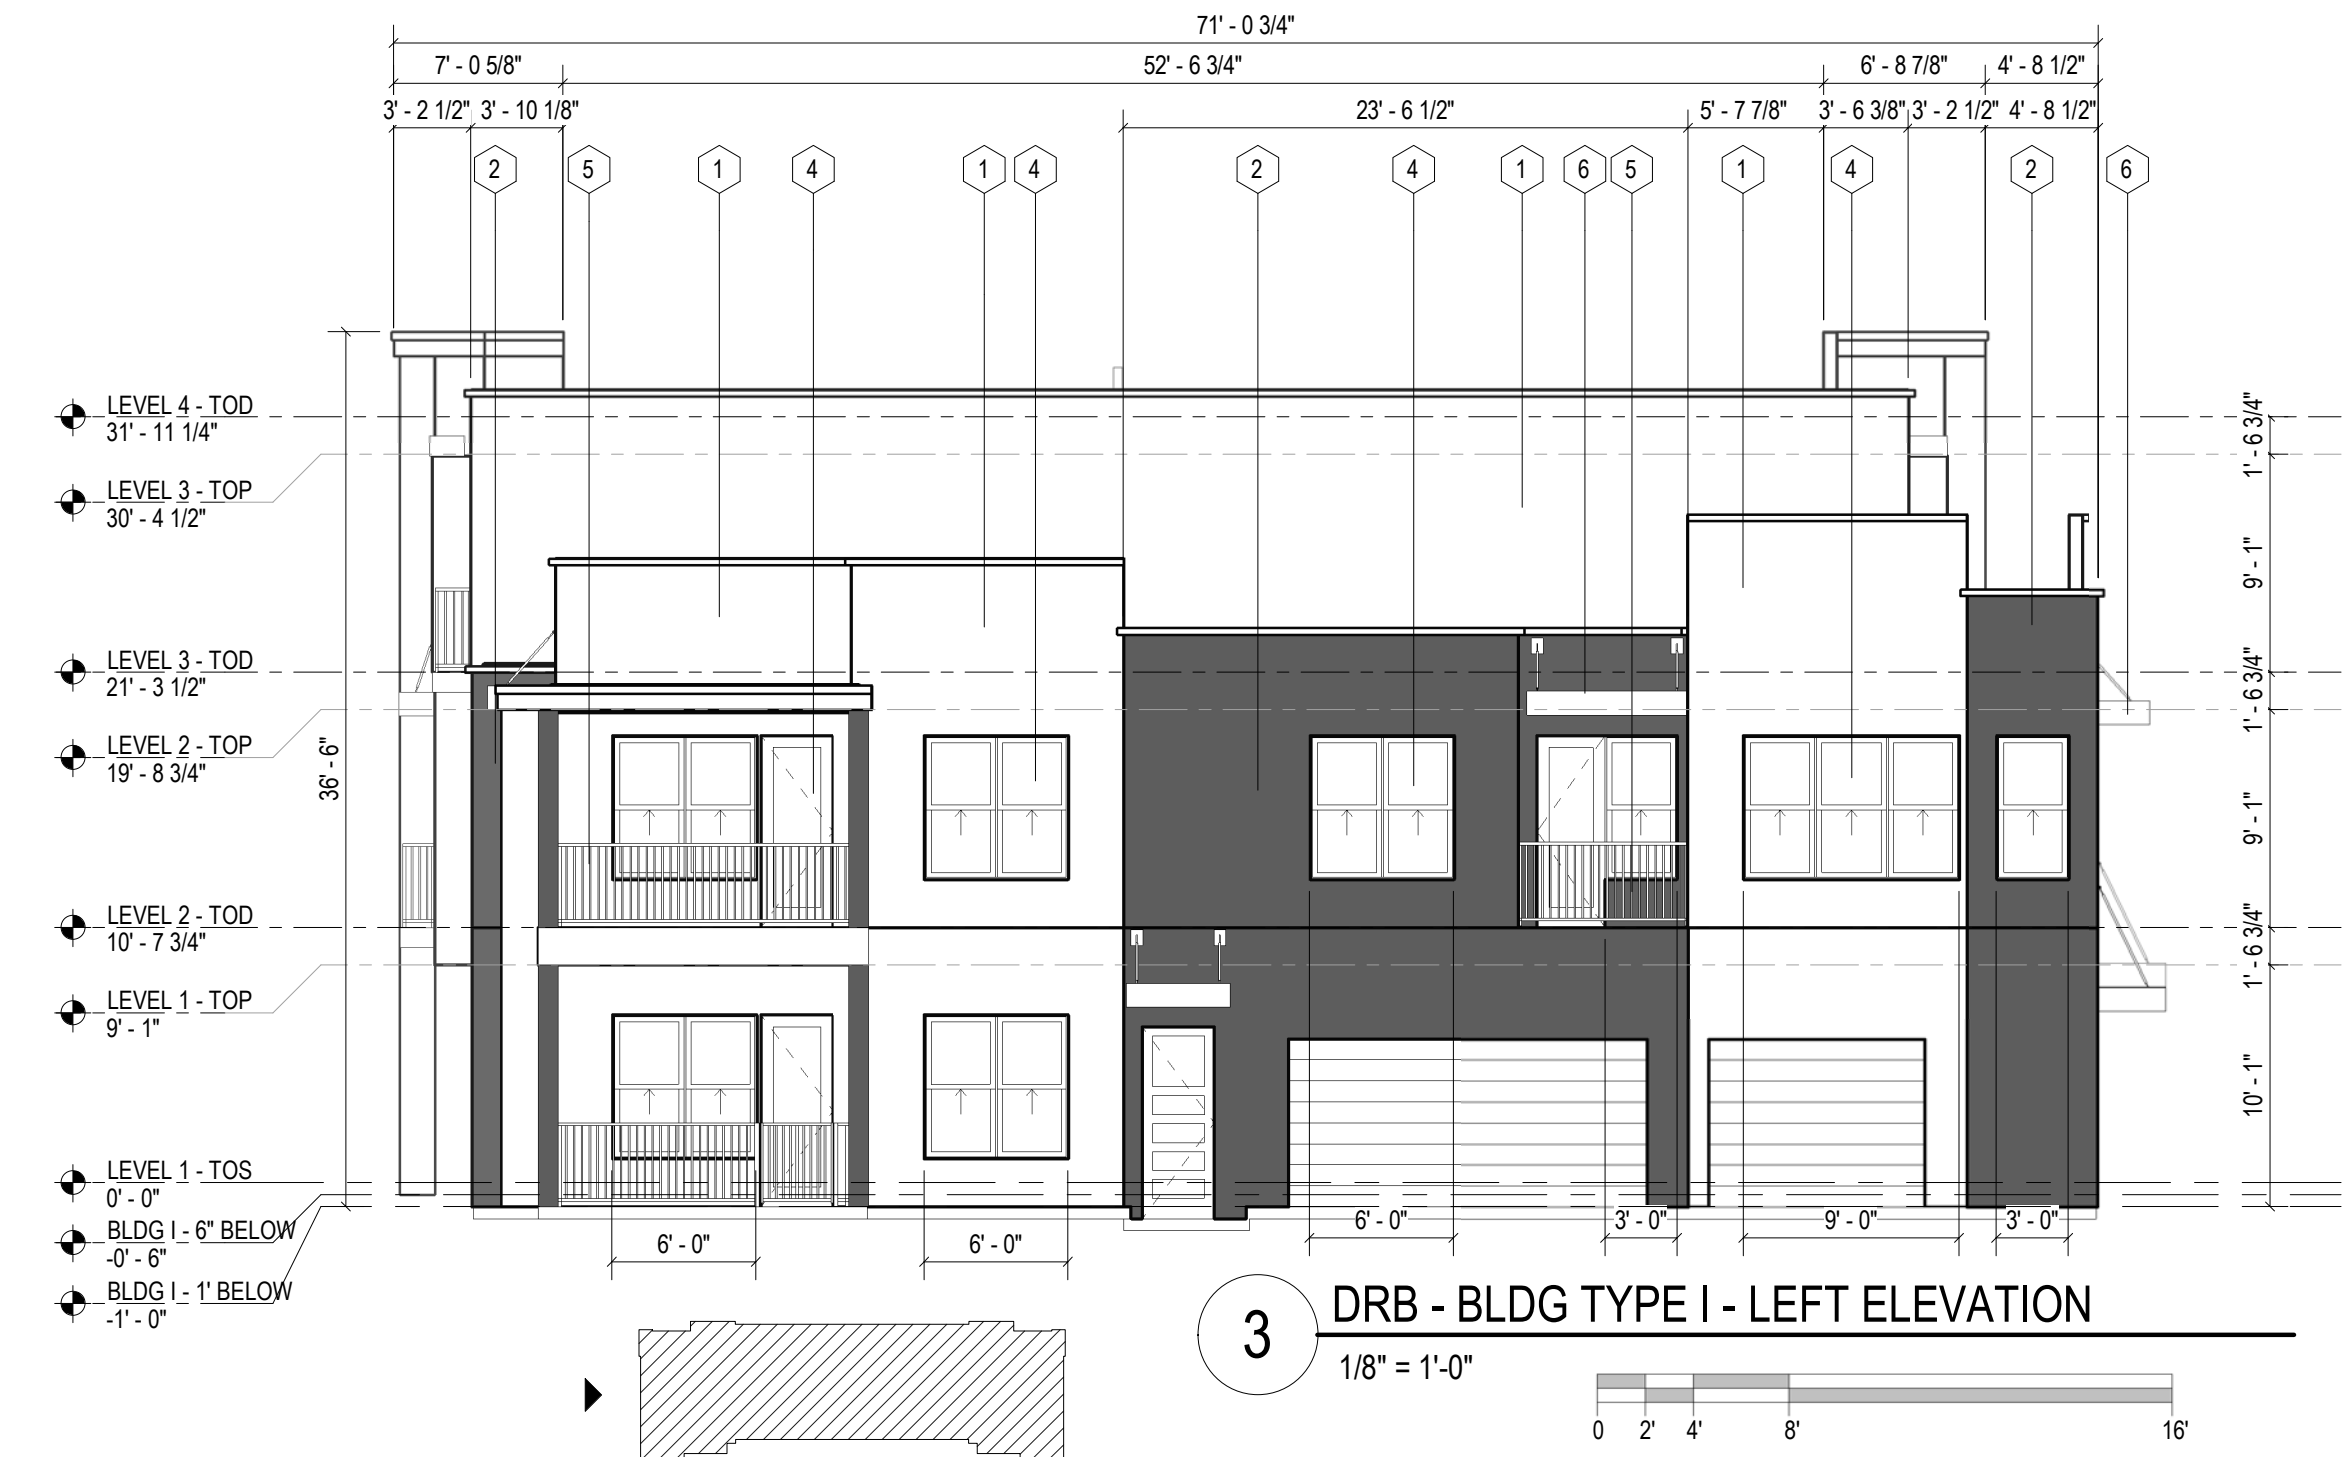 71' - 0 3/4"
7' - 0 5/8" 52' - 6 3/4" 6' - 8 7/8" 4' - 8 1/2"
3' - 2 1/2" 3' - 10 1/8" 23' - 6 1/2" 5' - 7 7/8" 3' - 6 3/8" 3' - 2 1/2" 4' - 8 1/2"
2 5 1 4 1 4 2 4 1 6 5 1 4 2 6
LEVEL 4 - TOD
31' - 11 1/4"
LEVEL 3 - TOP
30' - 4 1/2"
LEVEL 3 - TOD
21' - 3 1/2"
LEVEL 2 - TOP
19' - 8 3/4"
LEVEL 2 - TOD
10' - 7 3/4"
LEVEL 1 - TOP
9' - 1"
LEVEL 1 - TOS
0' - 0"
BLDG I - 6" BELOW
-0' - 6"
BLDG I - 1' BELOW
-1' - 0"
36' - 6"
1' - 6 3/4"
9' - 1"
1' - 6 3/4"
9' - 1"
1' - 6 3/4"
10' - 1"
6' - 0" 3' - 0" 9' - 0" 3' - 0"
6' - 0" 6' - 0"
3 DRB - BLDG TYPE I - LEFT ELEVATION
1/8" = 1'-0"
0 2' 4' 8' 16'